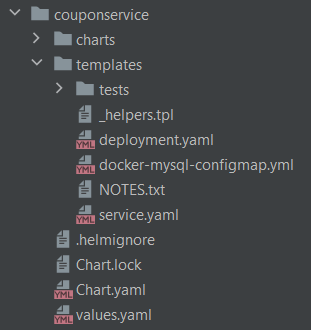 couponservice
charts
templates
tests
_helpers.tpl
YML deployment.yaml
YML docker-mysql-configmap.yml
NOTES.txt
YML service.yaml
.helmignore
Chart.lock
YML Chart.yaml
YML values.yaml